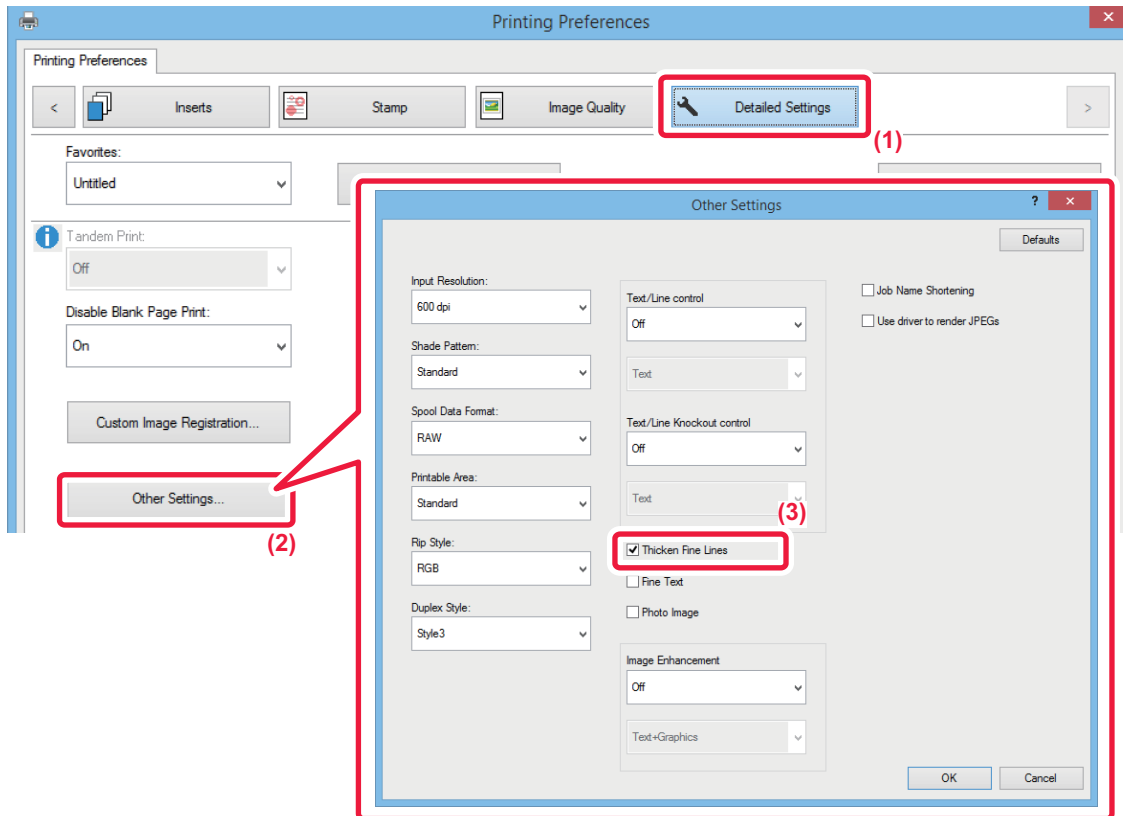 Printing Preferences
Printing Preferences
< Inserts Stamp Image Quality Detailed Settings >
(1)
Favorites:
Untitled
Tandem Print:
Off
Disable Blank Page Print:
On
Custom Image Registration...
Other Settings...
(2)
Other Settings ?
Defaults
Input Resolution:
600 dpi
Shade Pattern:
Standard
Spool Data Format:
RAW
Printable Area:
Standard
Rip Style:
RGB
Duplex Style:
Style3
Text/Line control
Off
Text
Text/Line Knockout control
Off
Text
(3)
Thicken Fine Lines
Fine Text
Photo Image
Image Enhancement
Off
Text+Graphics
Job Name Shortening
Use driver to render JPEGs
OK Cancel